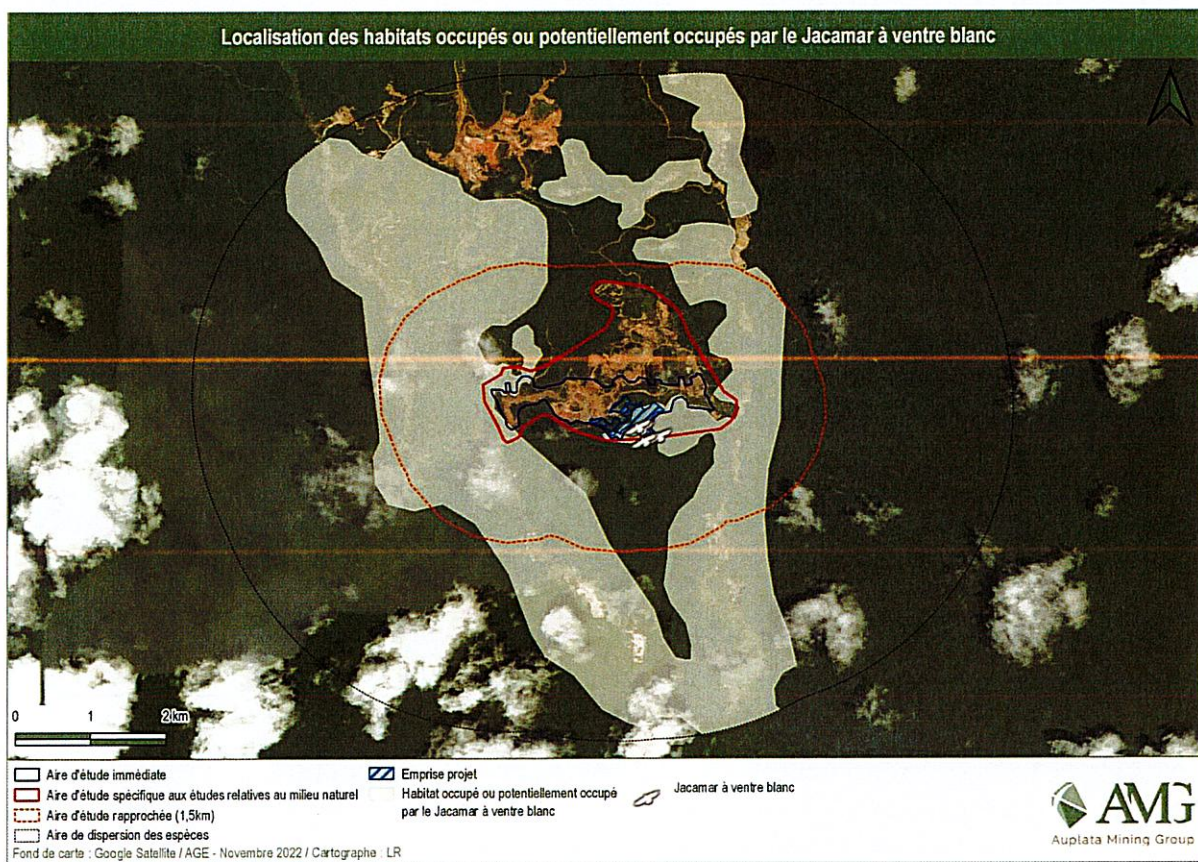 Localisation des habitats occupés ou potentiellement occupés par le Jacamar à ventre blanc
0 1 2 km
Aire d'étude immédiate
Aire d'étude spécifique aux études relatives au milieu naturel
Aire d'étude rapprochée (1,5km)
Aire de dispersion des espèces
Emprise projet
Habitat occupé ou potentiellement occupé
par le Jacamar à ventre blanc
Jacamar à ventre blanc
Fond de carte : Google Satellite / AGE - Novembre 2022 / Cartographe : LR
AMG
Auplata Mining Group